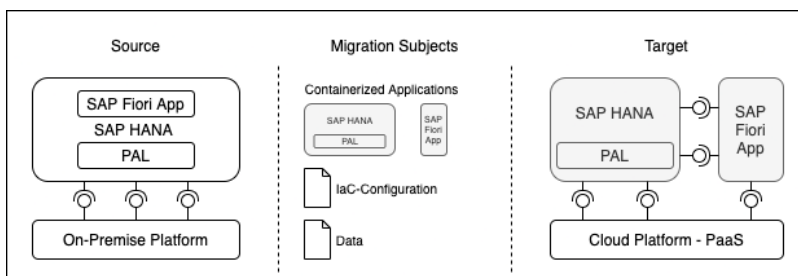 Source
SAP Fiori App
SAP HANA
PAL
On-Premise Platform
Migration Subjects
Containerized Applications
SAP HANA
PAL
SAP
Fiori
App
IaC-Configuration
Data
Target
SAP HANA
PAL
SAP
Fiori
App
Cloud Platform - PaaS